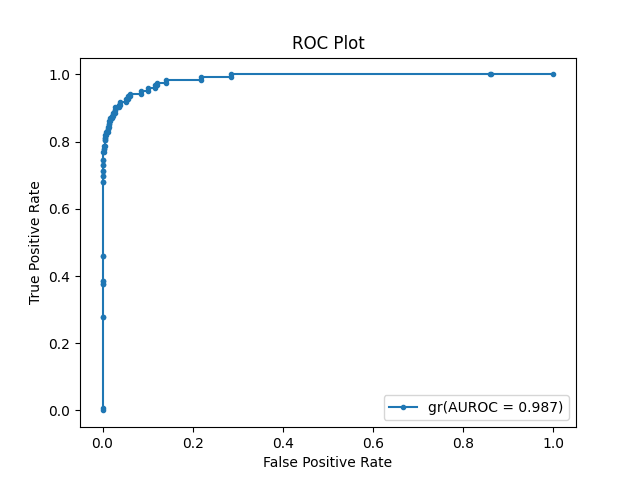 ROC Plot
True Positive Rate
1.0
0.8
0.6
0.4
0.2
0.0
0.0 0.2 0.4 0.6 0.8 1.0
False Positive Rate
gr(AUROC = 0.987)